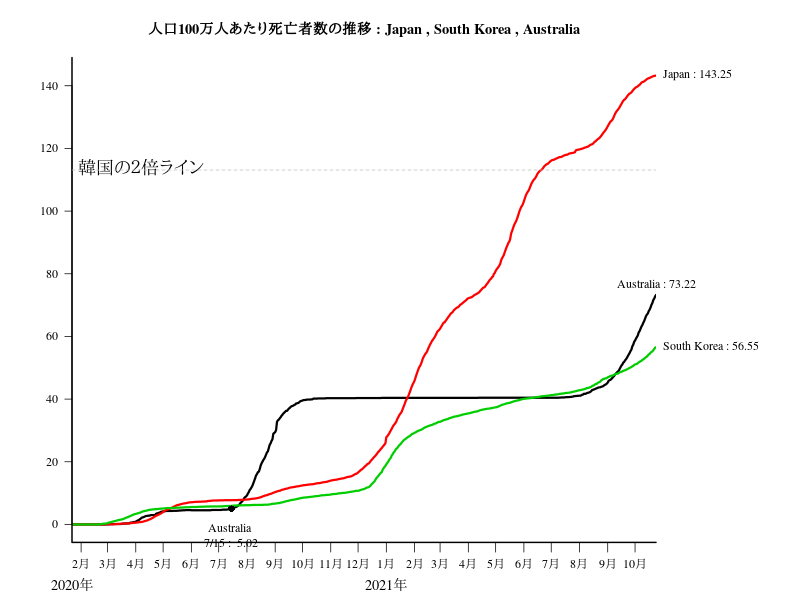 人口100万人あたり死亡者数の推移 : Japan , South Korea , Australia
Japan : 143.25
140
120
韓国の2倍ライン
100
80
Australia : 73.22
60
South Korea : 56.55
40
20
0
Australia
7/15 : 5.02
2月 3月 4月 5月 6月 7月 8月 9月 10月 11月 12月 1月 2月 3月 4月 5月 6月 7月 8月 9月 10月
2020年 2021年